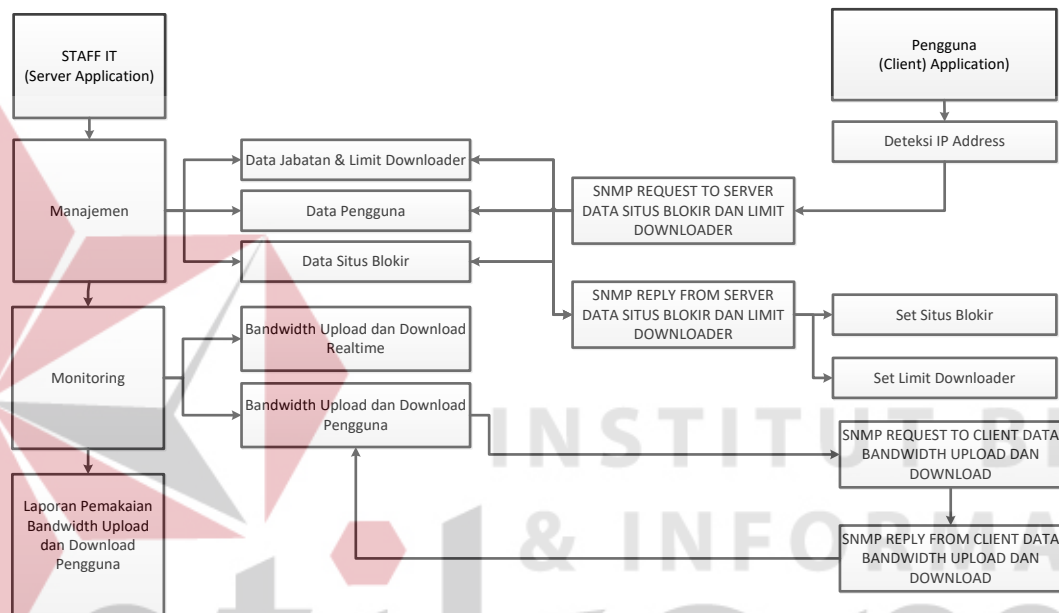 STAFF IT
(Server Application)
Pengguna
(Client) Application)
Deteksi IP Address
Manajemen
Data Jabatan & Limit Downloader
Data Pengguna
Data Situs Blokir
SNMP REQUEST TO SERVER
DATA SITUS BLOKIR DAN LIMIT
DOWNLOADER
SNMP REPLY FROM SERVER
DATA SITUS BLOKIR DAN LIMIT
DOWNLOADER
Set Situs Blokir
Set Limit Downloader
Monitoring
Bandwidth Upload dan Download
Realtime
Bandwidth Upload dan Download
Pengguna
SNMP REQUEST TO CLIENT DATA
BANDWIDTH UPLOAD DAN
DOWNLOAD
SNMP REPLY FROM CLIENT DATA
BANDWIDTH UPLOAD DAN
DOWNLOAD
Laporan Pemakaian
Bandwidth Upload
dan Download
Pengguna
INSTITUT
& INFORMA